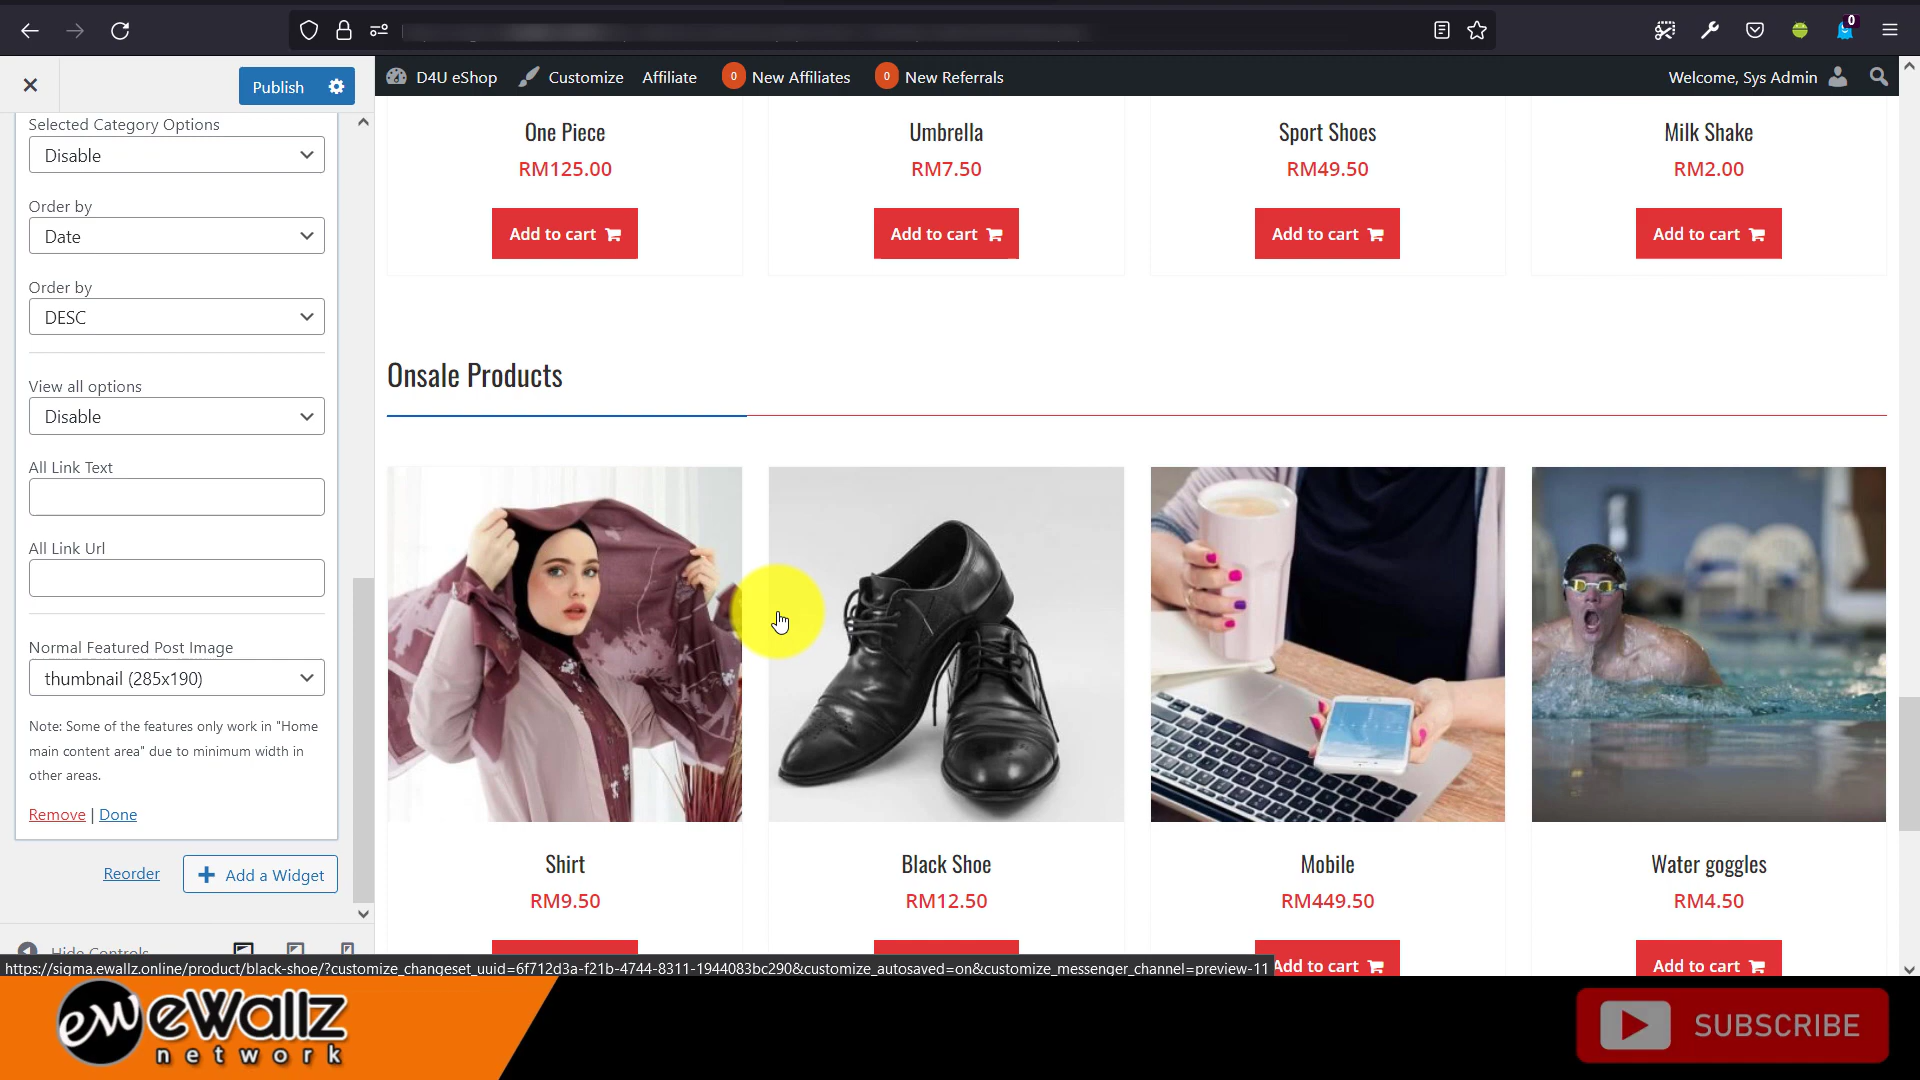 0
D4U eShop
Customize
Affiliate
0
New Affiliates
0
New Referrals
Welcome, Sys Admin
Publish
Selected Category Options
Disable
Order by
Date
Order by
DESC
View all options
Disable
All Link Text
All Link Url
Normal Featured Post Image
thumbnail (285x190)
Note: Some of the features only work in "Home
main content area" due to minimum width in
other areas.
Remove | Done
Reorder
Add a Widget
Hide Controls
One Piece
RM125.00
Add to cart
Umbrella
RM7.50
Add to cart
Sport Shoes
RM49.50
Add to cart
Milk Shake
RM2.00
Add to cart
Onsale Products
Shirt
RM9.50
Black Shoe
RM12.50
Mobile
RM449.50
Add to cart
Water goggles
RM4.50
Add to cart
https://sigma.ewallz.online/product/black-shoe/?customize_changeset_uuid=6f712d3a-f21b-4744-8311-1944083bc290&customize_autosaved=on&customize_messenger_channel=preview-11
ew eWallz
network
SUBSCRIBE